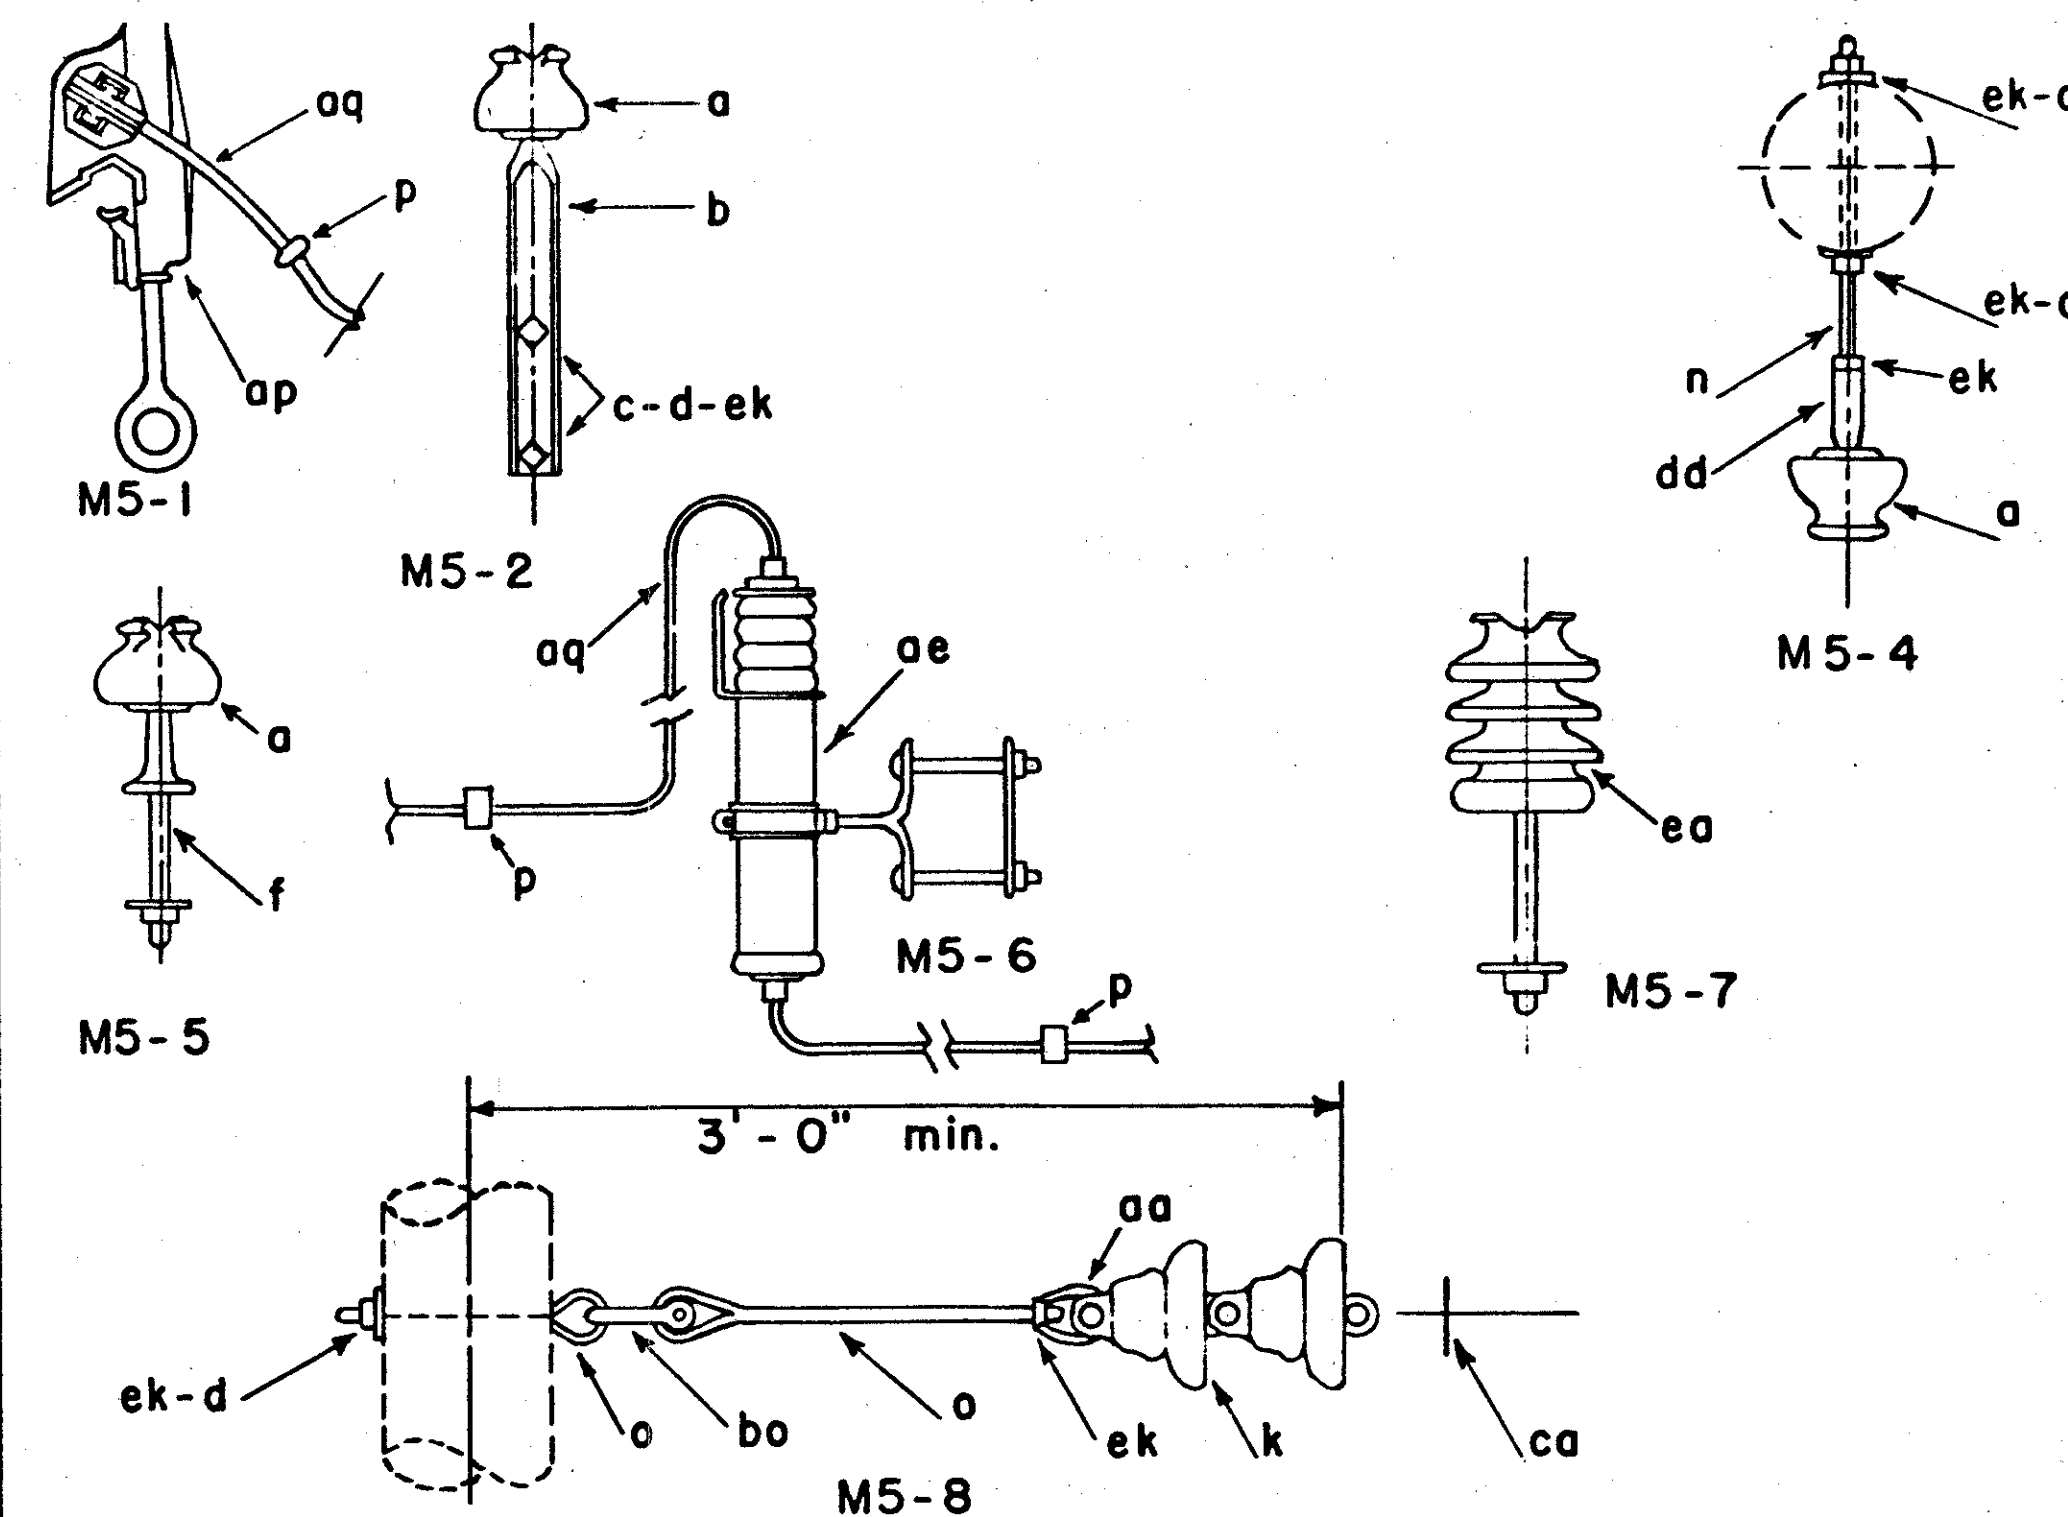 aq
p
ap
M5-1
a
b
c-d-ek
M5-2
ek-
ek-
n
ek
dd
a
M5-4
a
f
M5-5
aq
ae
p
p
M5-6
ea
M5-7
3'-0" min.
aa
ek-d
o
bo
o
ek
k
ca
M5-8